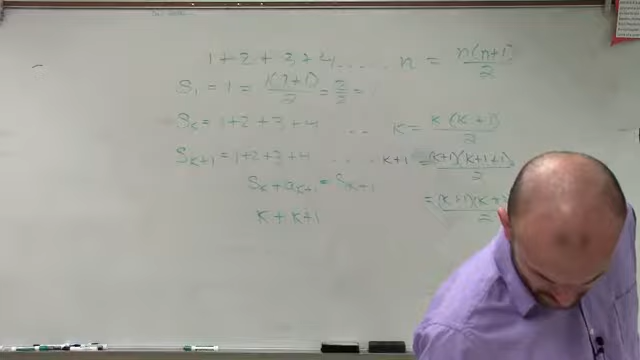 1 + 2 + 3 + 4 ..... n = n(n+1)/2
S₁ = 1 = 1(1+1)/2 = 2/2 =
Sₖ = 1 + 2 + 3 + 4 .. k = k(k+1)/2
Sₖ₊₁ = 1 + 2 + 3 + 4 ... k+1 = (k+1)(k+1+1)/2
Sₖ + aₖ₊₁ = Sₖ₊₁
= (k+1)(k+ /2
k + k+1